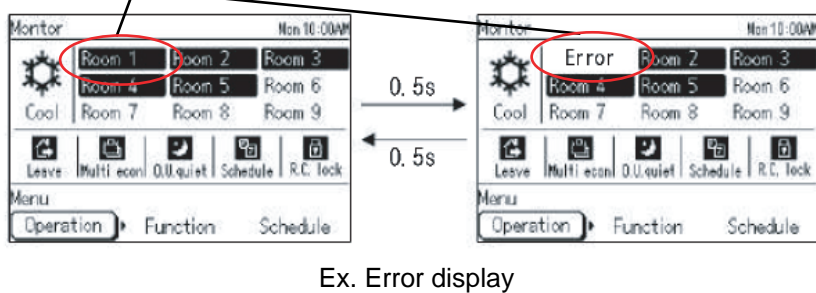 Montor Mon 10:00AM
Room 1 Room 2 Room 3
Room 4 Room 5 Room 6
Cool Room 7 Room 8 Room 9
Leave Multi econ O.U.quiet Schedule R.C. lock
Menu
Operation Function Schedule
0.5s
0.5s
Montor Mon 10:00AM
Error Room 2 Room 3
Room 4 Room 5 Room 6
Cool Room 7 Room 8 Room 9
Leave Multi econ O.U.quiet Schedule R.C. lock
Menu
Operation Function Schedule
Ex. Error display